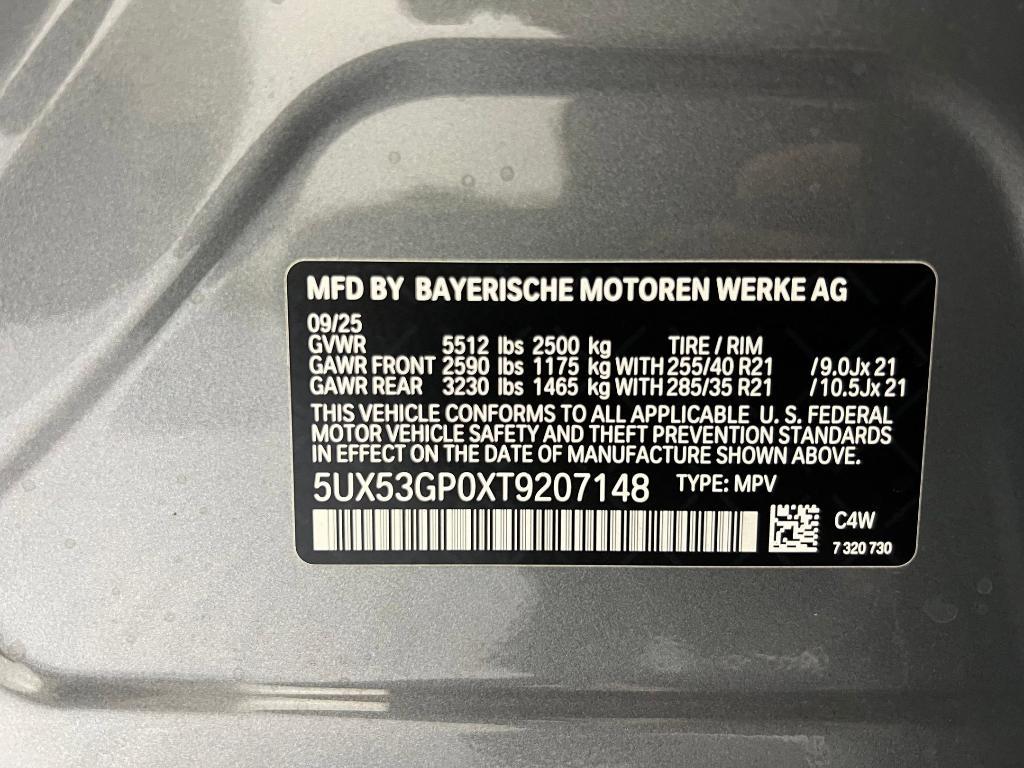 MFD BY BAYERISCHE MOTOREN WERKE AG
09/25
GVWR 5512 lbs 2500 kg TIRE / RIM
GAWR FRONT 2590 lbs 1175 kg WITH 255/40 R21 /9.0Jx 21
GAWR REAR 3230 lbs 1465 kg WITH 285/35 R21 /10.5Jx 21
THIS VEHICLE CONFORMS TO ALL APPLICABLE U. S. FEDERAL
MOTOR VEHICLE SAFETY AND THEFT PREVENTION STANDARDS
IN EFFECT ON THE DATE OF MANUFACTURE SHOWN ABOVE.
5UX53GP0XT9207148 TYPE: MPV
C4W
7 320 730